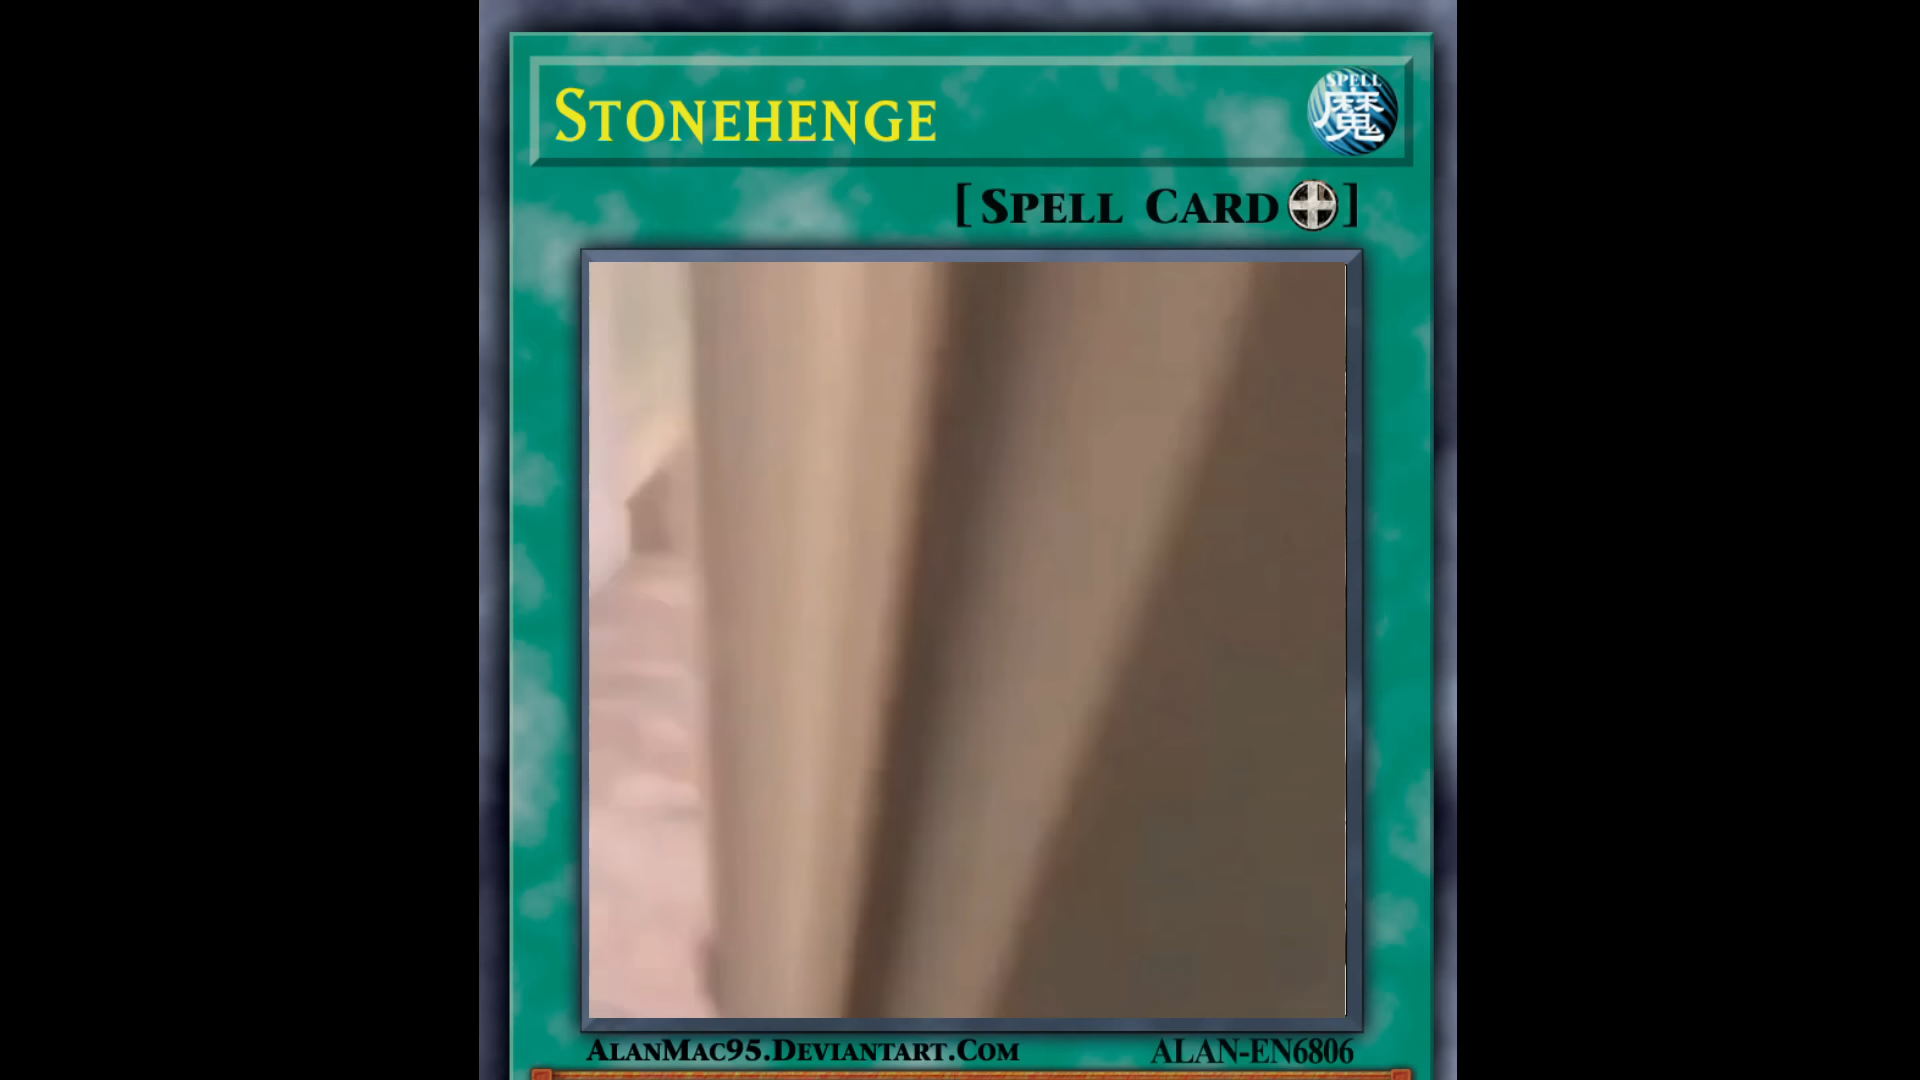 STONEHENGE
SPELL
魔
[SPELL CARD]
ALANMAC95.DEVIANTART.COM
ALAN-EN6806